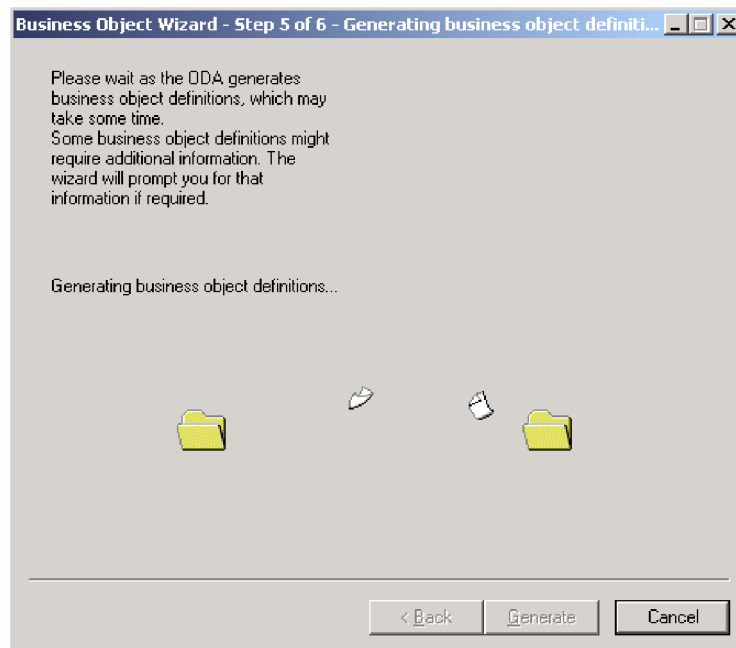 Business Object Wizard - Step 5 of 6 - Generating business object definiti...
Please wait as the ODA generates
business object definitions, which may
take some time.
Some business object definitions might
require additional information. The
wizard will prompt you for that
information if required.
Generating business object definitions...
< Back Generate Cancel